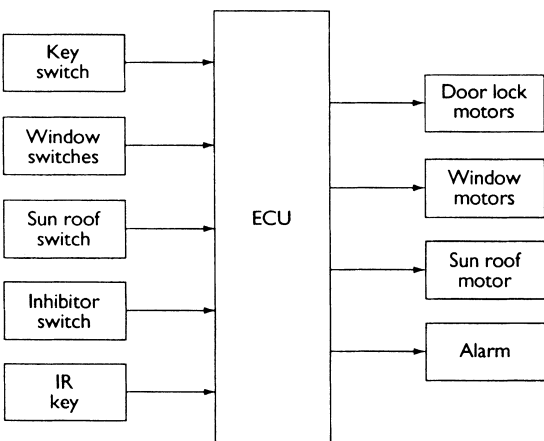 Key
switch
Window
switches
Sun roof
switch
Inhibitor
switch
IR
key
ECU
Door lock
motors
Window
motors
Sun roof
motor
Alarm